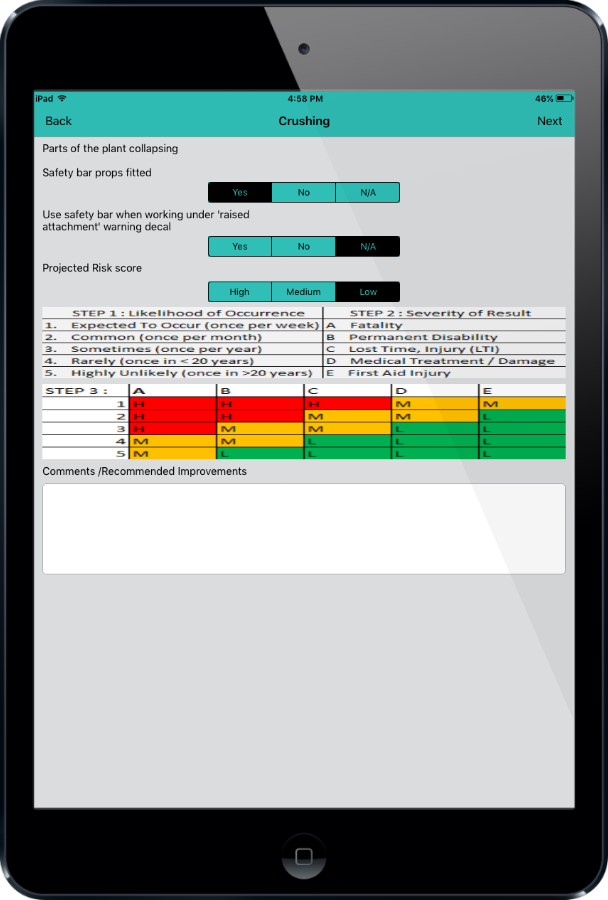 iPad 4:58 PM 46%
Back Crushing Next
Parts of the plant collapsing
Safety bar props fitted
Yes No N/A
Use safety bar when working under 'raised
attachment' warning decal
Yes No N/A
Projected Risk score
High Medium Low
STEP 1 : Likelihood of Occurrence STEP 2 : Severity of Result
1. Expected To Occur (once per week) A Fatality
2. Common (once per month) B Permanent Disability
3. Sometimes (once per year) C Lost Time, Injury (LTI)
4. Rarely (once in < 20 years) D Medical Treatment / Damage
5. Highly Unlikely (once in >20 years) E First Aid Injury
STEP 3 : A B C D E
1 H H H M M
2 H H M M L
3 H M M L L
4 M M L L L
5 M L L L L
Comments /Recommended Improvements